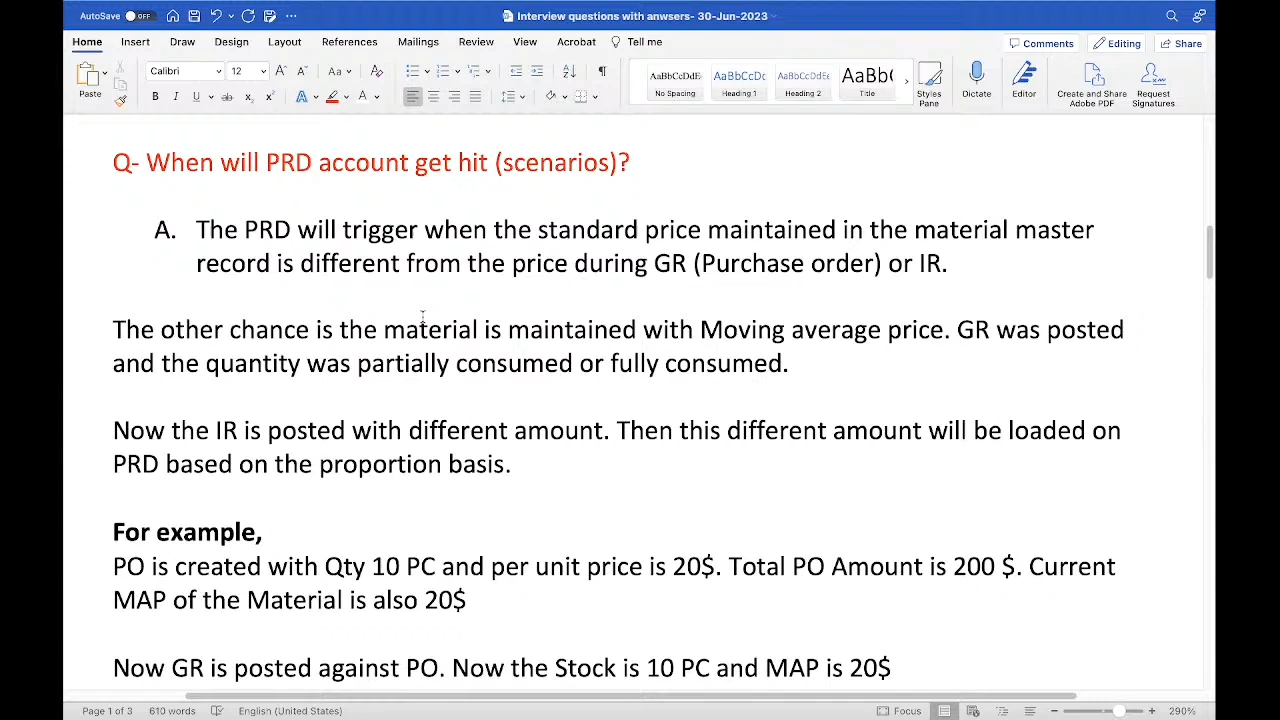 AutoSave OFF Interview questions with anwsers- 30-Jun-2023
Home Insert Draw Design Layout References Mailings Review View Acrobat Tell me Comments Editing Share
Calibri 12 Aa AaBbCcDdE AaBbCcDc AaBbCcDdEe AaBb(
Paste B I U ab x₂ x² A A No Spacing Heading 1 Heading 2 Title Styles Pane Dictate Editor Create and Share Adobe PDF Request Signatures
Q- When will PRD account get hit (scenarios)?
A. The PRD will trigger when the standard price maintained in the material master
record is different from the price during GR (Purchase order) or IR.
The other chance is the material is maintained with Moving average price. GR was posted
and the quantity was partially consumed or fully consumed.
Now the IR is posted with different amount. Then this different amount will be loaded on
PRD based on the proportion basis.
For example,
PO is created with Qty 10 PC and per unit price is 20$. Total PO Amount is 200 $. Current
MAP of the Material is also 20$
Now GR is posted against PO. Now the Stock is 10 PC and MAP is 20$
Page 1 of 3 610 words English (United States) Focus 290%